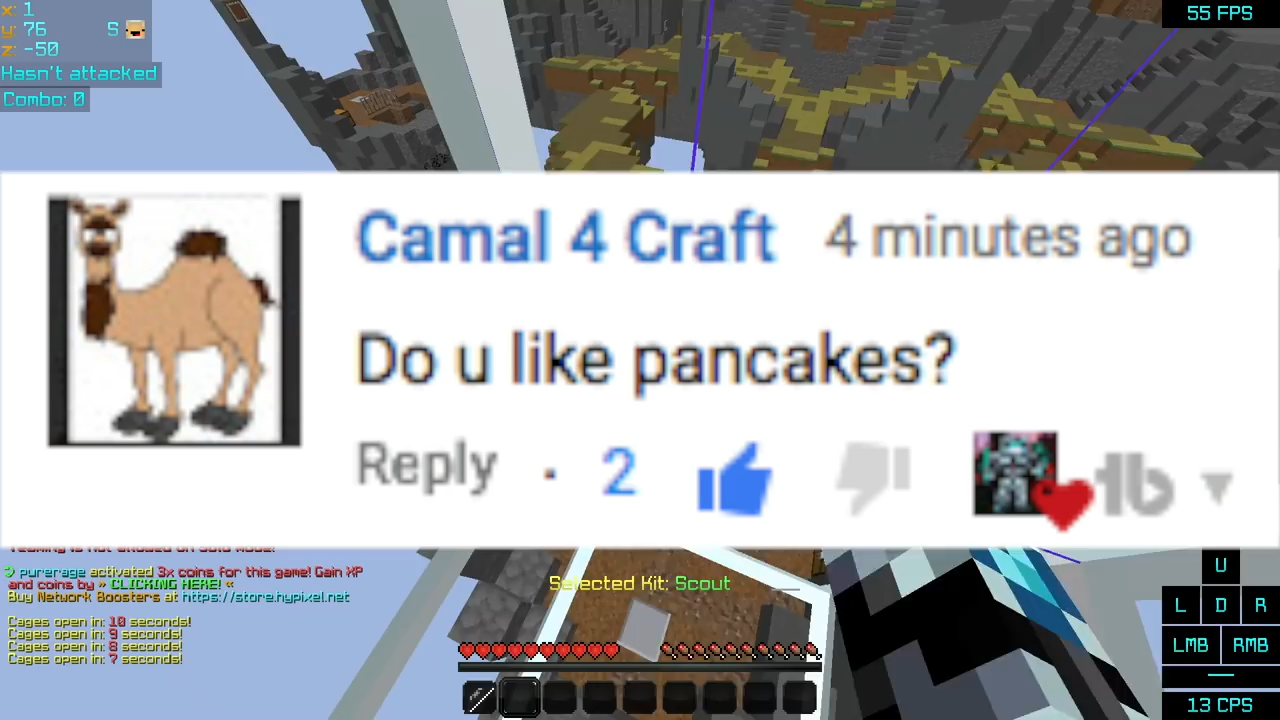 x: 1
y: 76 S
z: -50
Hasn't attacked
Combo: 0
55 FPS
Camal 4 Craft 4 minutes ago
Do u like pancakes?
Reply · 2
Teaming is not allowed on Solo mode!
purerage activated 3x coins for this game! Gain XP
and coins by » CLICKING HERE! «
Buy Network Boosters at https://store.hypixel.net
Cages open in: 10 seconds!
Cages open in: 9 seconds!
Cages open in: 8 seconds!
Cages open in: 7 seconds!
Selected Kit: Scout
U
L D R
LMB RMB
13 CPS